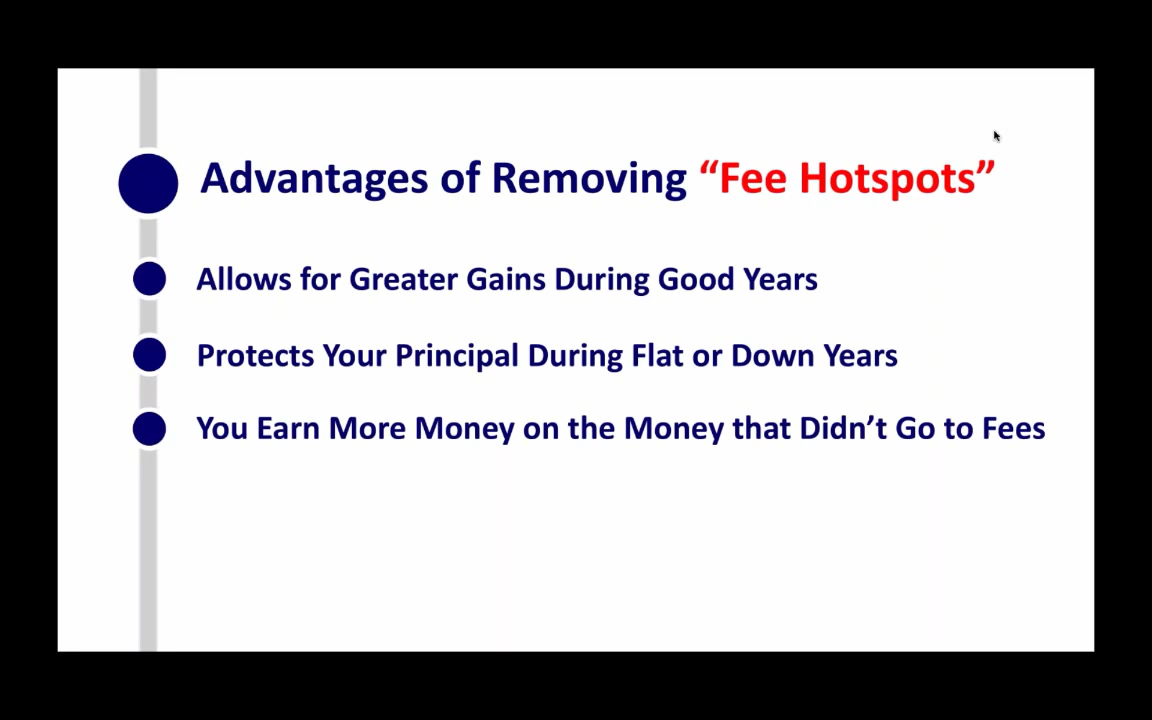 Advantages of Removing “Fee Hotspots”
Allows for Greater Gains During Good Years
Protects Your Principal During Flat or Down Years
You Earn More Money on the Money that Didn’t Go to Fees